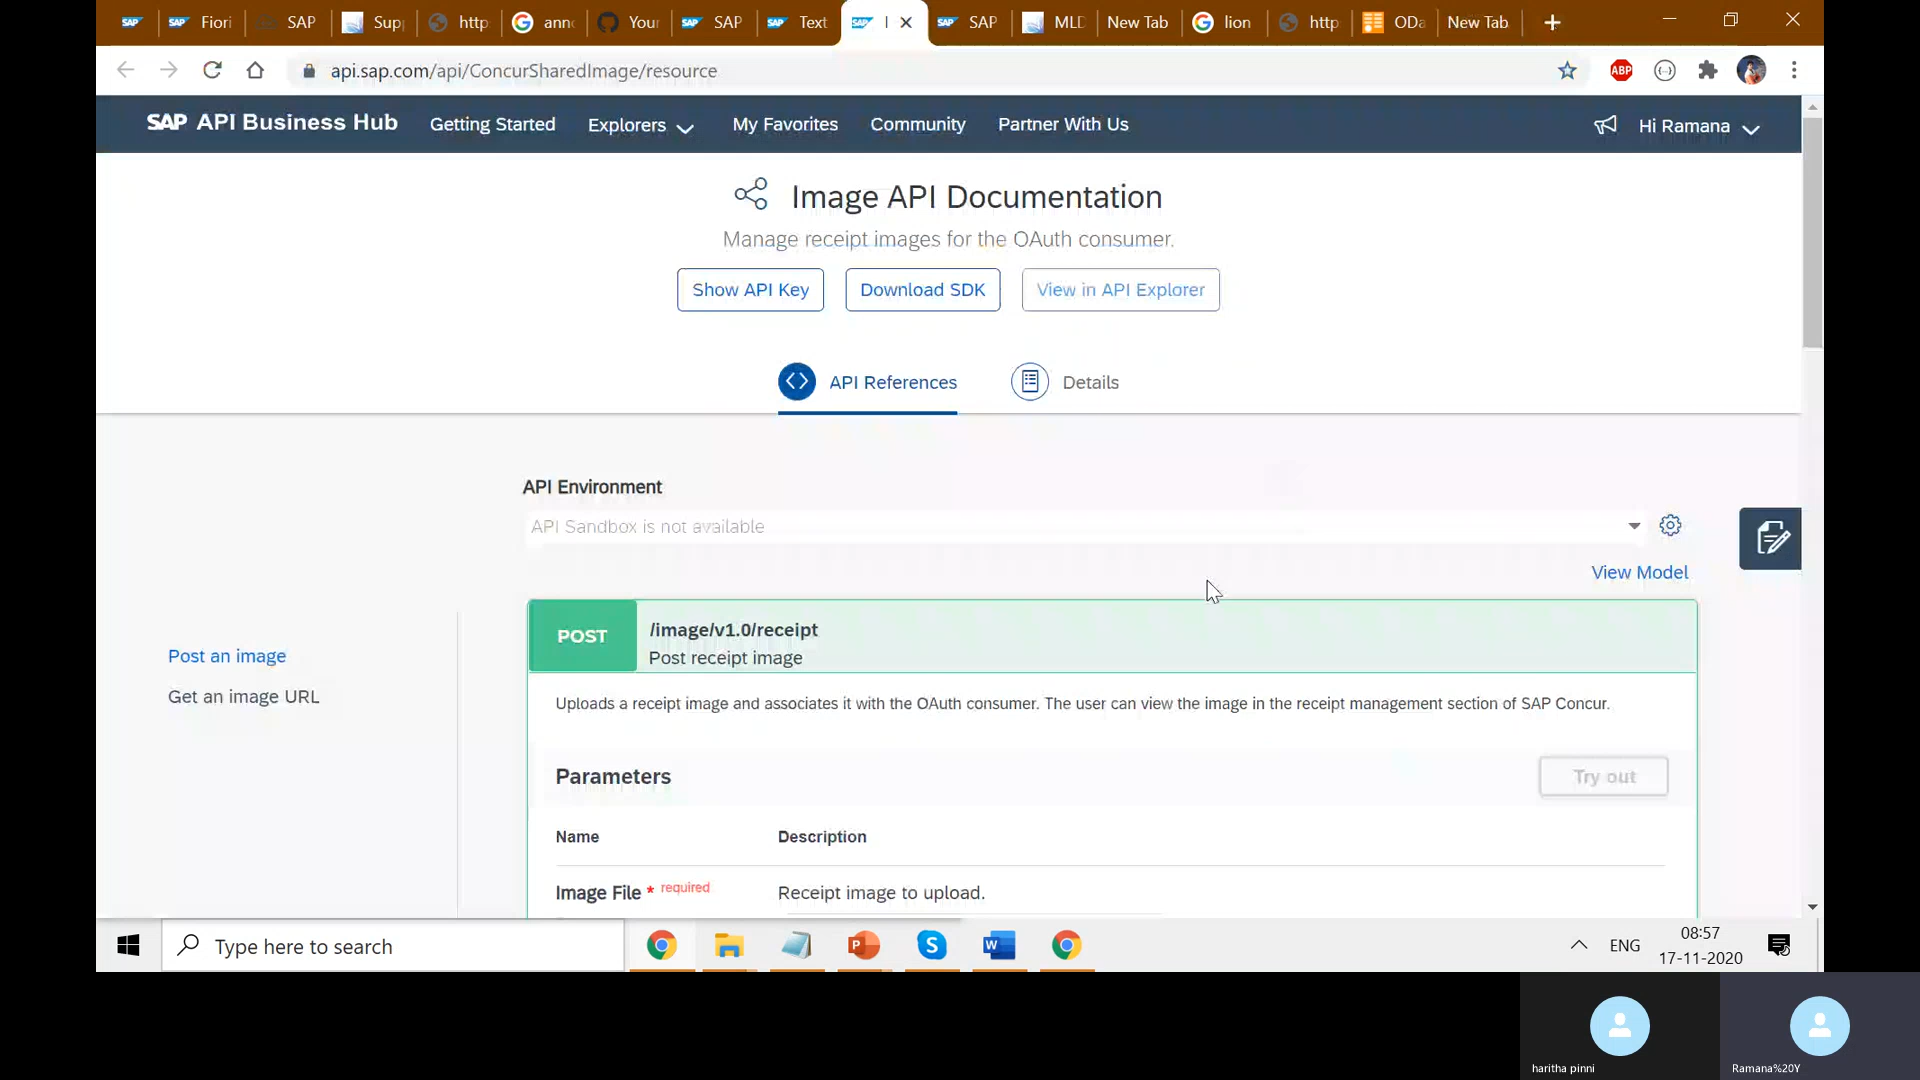 Fiori
SAP
Sup
http
anno
Your
SAP
Text
SAP
MLD
New Tab
lion
http
ODa
New Tab
api.sap.com/api/ConcurSharedImage/resource
ABP
SAP API Business Hub
Getting Started
Explorers
My Favorites
Community
Partner With Us
Hi Ramana
Image API Documentation
Manage receipt images for the OAuth consumer.
Show API Key
Download SDK
View in API Explorer
API References
Details
API Environment
API Sandbox is not available
View Model
Post an image
Get an image URL
POST
/image/v1.0/receipt
Post receipt image
Uploads a receipt image and associates it with the OAuth consumer. The user can view the image in the receipt management section of SAP Concur.
Parameters
Try out
Name
Description
Image File * required
Receipt image to upload.
Type here to search
ENG
08:57
17-11-2020
haritha pinni
Ramana%20Y